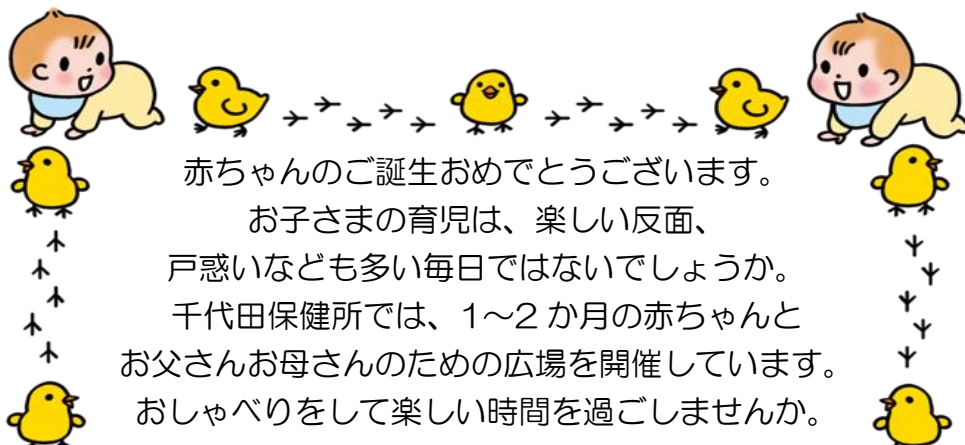 赤ちゃんのご誕生おめでとうございます。
お子さまの育児は、楽しい反面、
戸惑いなども多い毎日ではないでしょうか。
千代田保健所では、1～2 か月の赤ちゃんと
お父さんお母さんのための広場を開催しています。
おしゃべりをして楽しい時間を過ごしませんか。